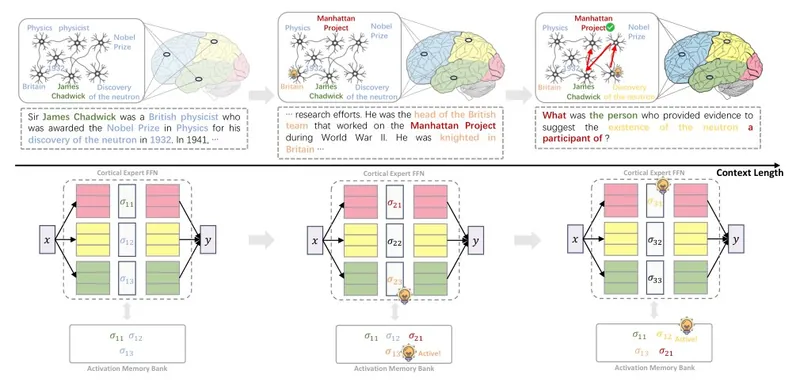 Physics physicist
Nobel
Prize
1932
Britain
James
Chadwick
Discovery
of the neutron
Sir James Chadwick was a British physicist who
was awarded the Nobel Prize in Physics for his
discovery of the neutron in 1932. In 1941, ···
Manhattan
Project
Physics
Nobel
Prize
1932
Britain
James
Chadwick
Discovery
of the neutron
··· research efforts. He was the head of the British
team that worked on the Manhattan Project
during World War II. He was knighted in
Britain ···
Manhattan
Project
Physics
Nobel
Prize
Britain
James
Chadwick
Discovery
of the neutron
What was the person who provided evidence to
suggest the existence of the neutron a
participant of ?
Context Length
Cortical Expert FFN
x
σ11
σ12
σ13
y
σ11 σ12
σ13
Activation Memory Bank
Cortical Expert FFN
x
σ21
σ22
σ23
y
σ11 σ12 σ21
σ13 Active!
Activation Memory Bank
Cortical Expert FFN
x
σ31
σ32
σ33
y
σ11 σ12 Active!
σ13 σ21
Activation Memory Bank